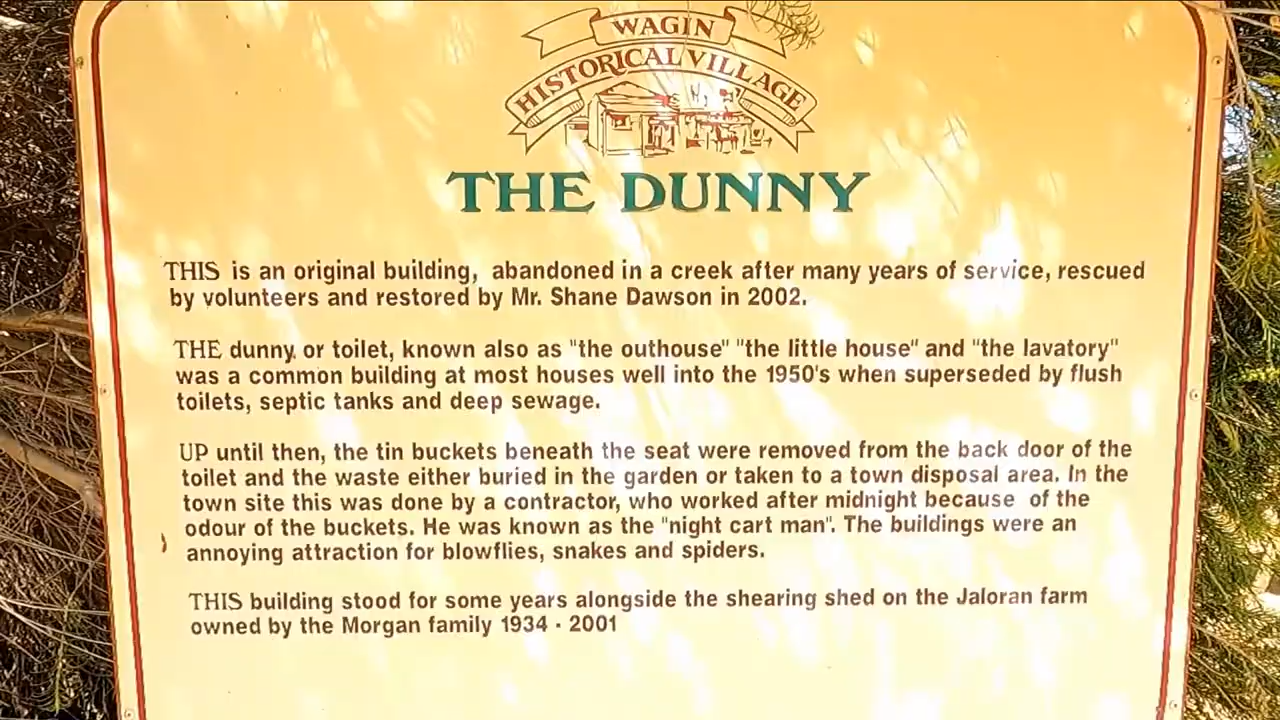 WAGIN
HISTORICAL VILLAGE
THE DUNNY
THIS is an original building, abandoned in a creek after many years of service, rescued
by volunteers and restored by Mr. Shane Dawson in 2002.
THE dunny or toilet, known also as "the outhouse" "the little house" and "the lavatory"
was a common building at most houses well into the 1950's when superseded by flush
toilets, septic tanks and deep sewage.
UP until then, the tin buckets beneath the seat were removed from the back door of the
toilet and the waste either buried in the garden or taken to a town disposal area. In the
town site this was done by a contractor, who worked after midnight because of the
odour of the buckets. He was known as the "night cart man". The buildings were an
annoying attraction for blowflies, snakes and spiders.
THIS building stood for some years alongside the shearing shed on the Jaloran farm
owned by the Morgan family 1934 - 2001